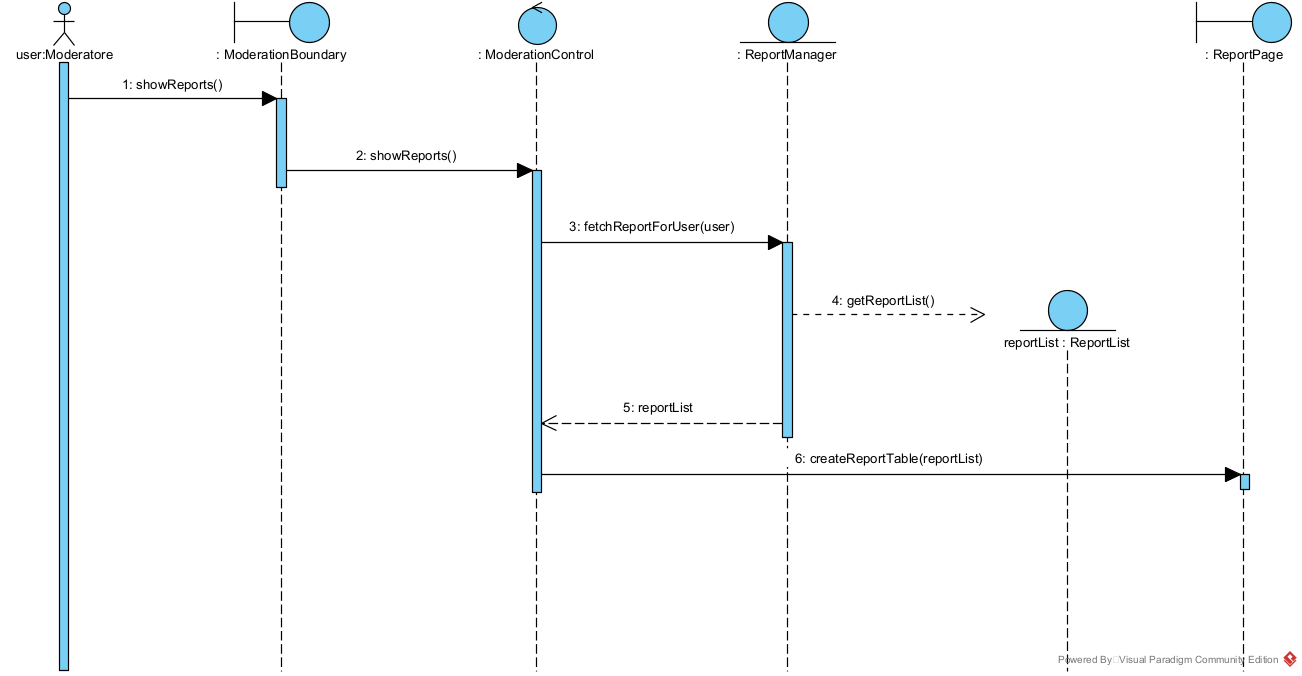 user:Moderatore
: ModerationBoundary
: ModerationControl
: ReportManager
: ReportPage
1: showReports()
2: showReports()
3: fetchReportForUser(user)
4: getReportList()
reportList : ReportList
5: reportList
6: createReportTable(reportList)
Powered By Visual Paradigm Community Edition